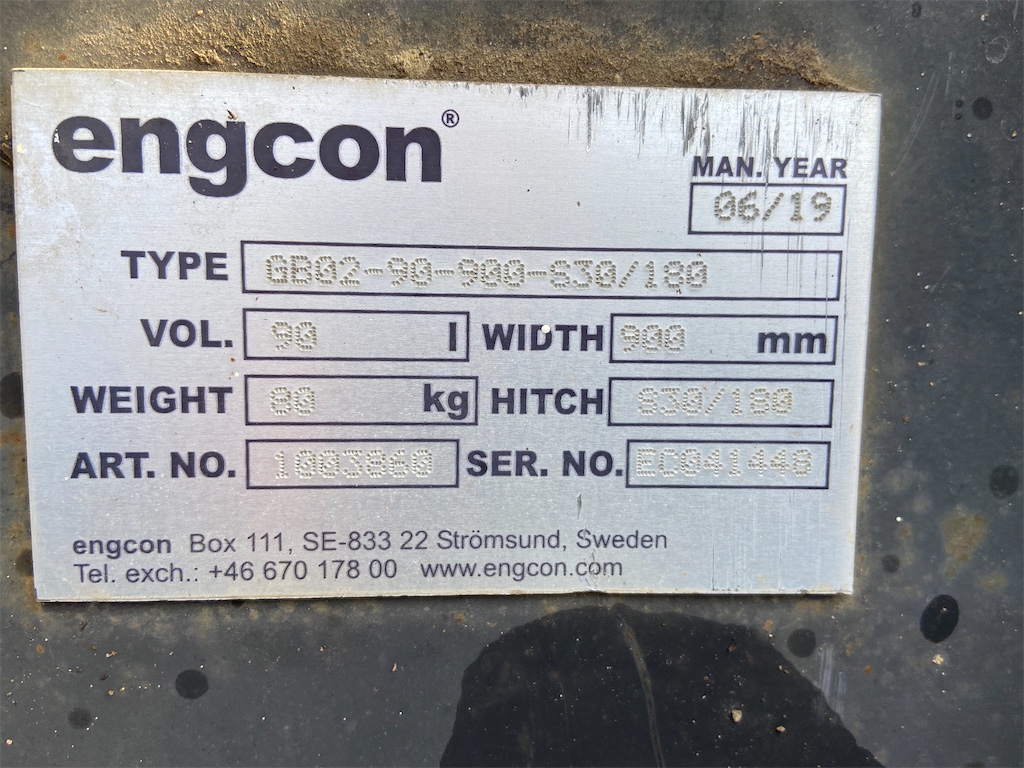 engcon®
MAN. YEAR
06/19
TYPE GB02-90-900-S30/180
VOL. 90 l WIDTH 900 mm
WEIGHT 80 kg HITCH S30/180
ART. NO. 1003860 SER. NO. EC041448
engcon Box 111, SE-833 22 Strömsund, Sweden
Tel. exch.: +46 670 178 00 www.engcon.com